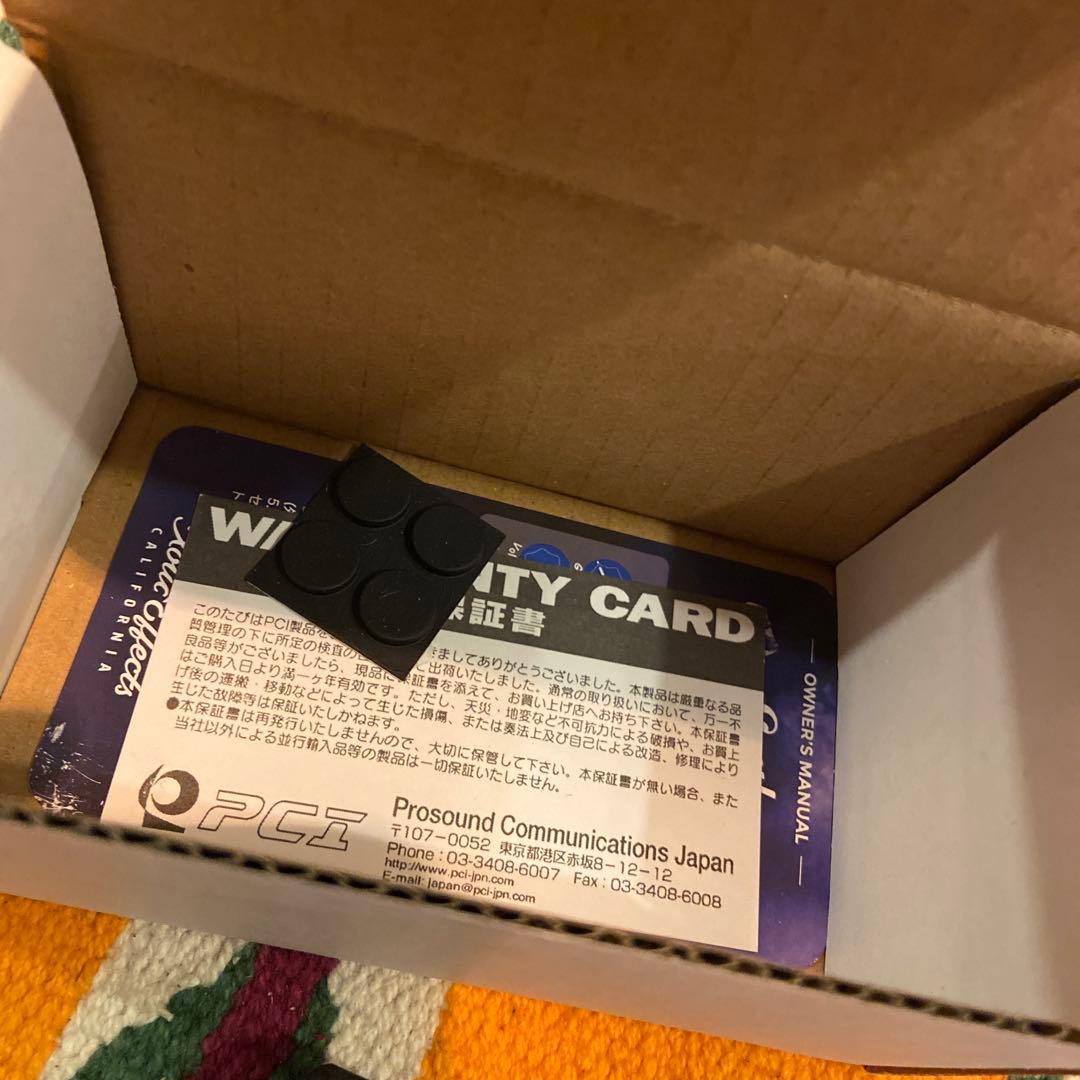 CARD
証書
このたびはPCI製品を
ましてありがとうございました。本製品は厳重なる品
質管理の下に所定の検査の
出荷いたしました。通常の取り扱いにおいて、万一不
良品等がございましたら、現品に
保証書を添えて、お買い上げ店へお持ち下さい。本保証書
はご購入日より満一ヶ年有効です。ただし、天災・地変など不可抗力による破損や、お買上
げ後の運搬・移動などによって生じた損傷、または奏法上及び自己による改造、修理により
生じた故障等は保証いたしかねます。
●本保証書は再発行いたしませんので、大切に保管して下さい。本保証書が無い場合、また
当社以外による並行輸入品等の製品は一切保証いたしません。
PCI
Prosound Communications Japan
〒107-0052 東京都港区赤坂8-12-12
Phone : 03-3408-6007 Fax : 03-3408-6008
http://www.pci-jpn.com
E-mail: japan@pci-jpn.com
Effects
CALIFORNIA
Vol
OWNER'S MANUAL